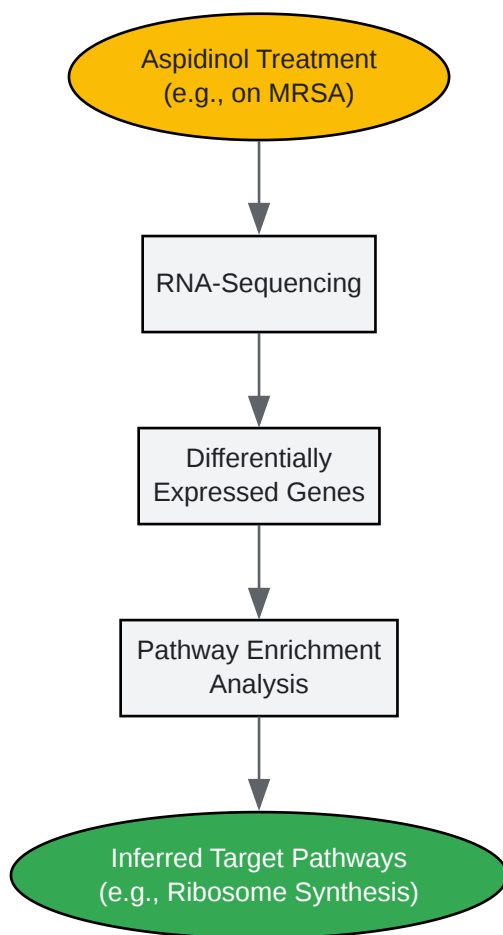 Aspidinol Treatment
(e.g., on MRSA)
RNA-Sequencing
Differentially
Expressed Genes
Pathway Enrichment
Analysis
Inferred Target Pathways
(e.g., Ribosome Synthesis)